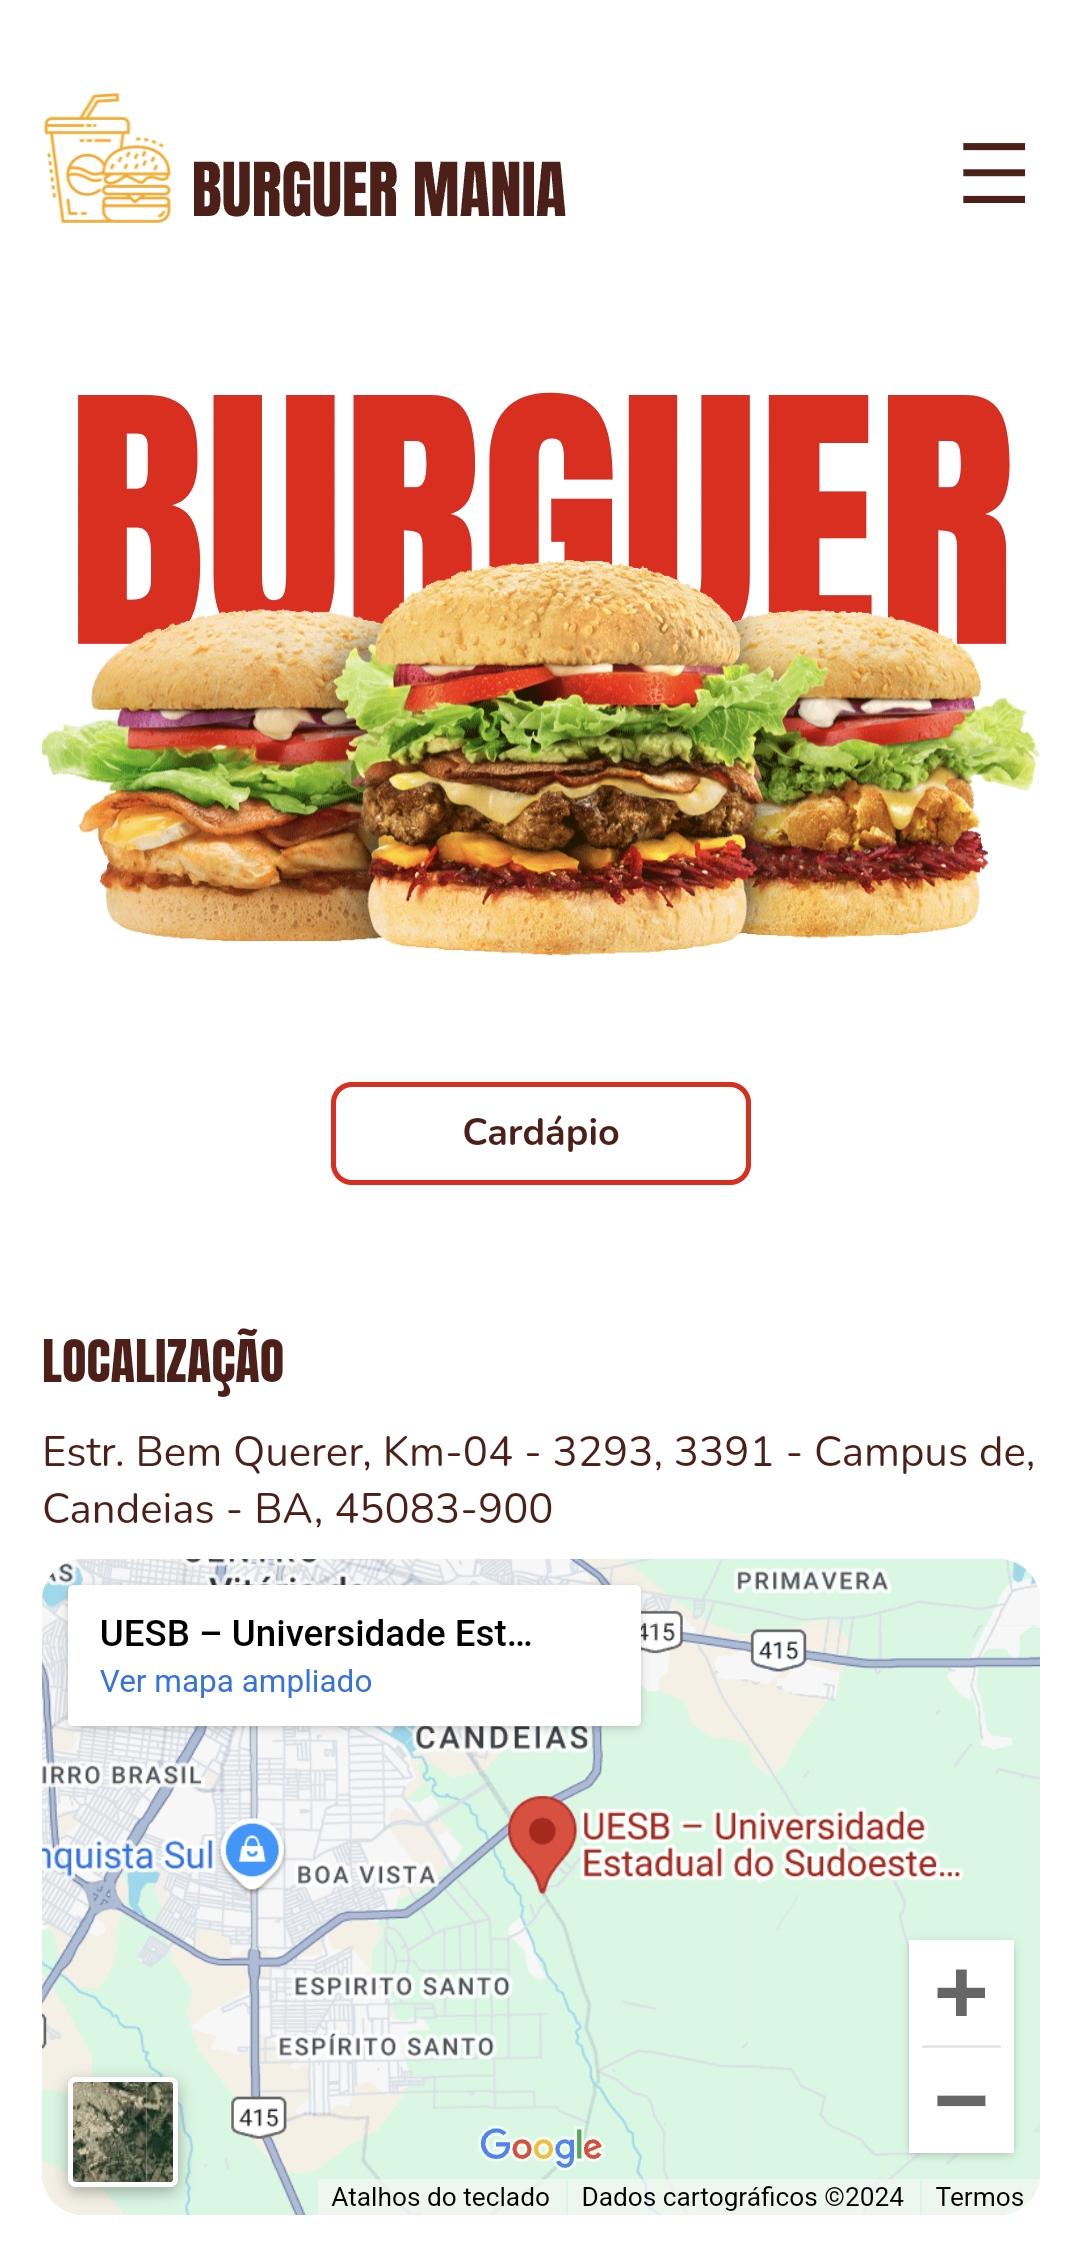 BURGUER MANIA
BURGUER
Cardápio
LOCALIZAÇÃO
Estr. Bem Querer, Km-04 - 3293, 3391 - Campus de,
Candeias - BA, 45083-900
PRIMAVERA
UESB – Universidade Est...
Ver mapa ampliado
415
415
CANDEIAS
IRRO BRASIL
UESB – Universidade
Estadual do Sudoeste...
nquista Sul
BOA VISTA
ESPIRITO SANTO
ESPÍRITO SANTO
415
Google
Atalhos do teclado
Dados cartográficos ©2024
Termos